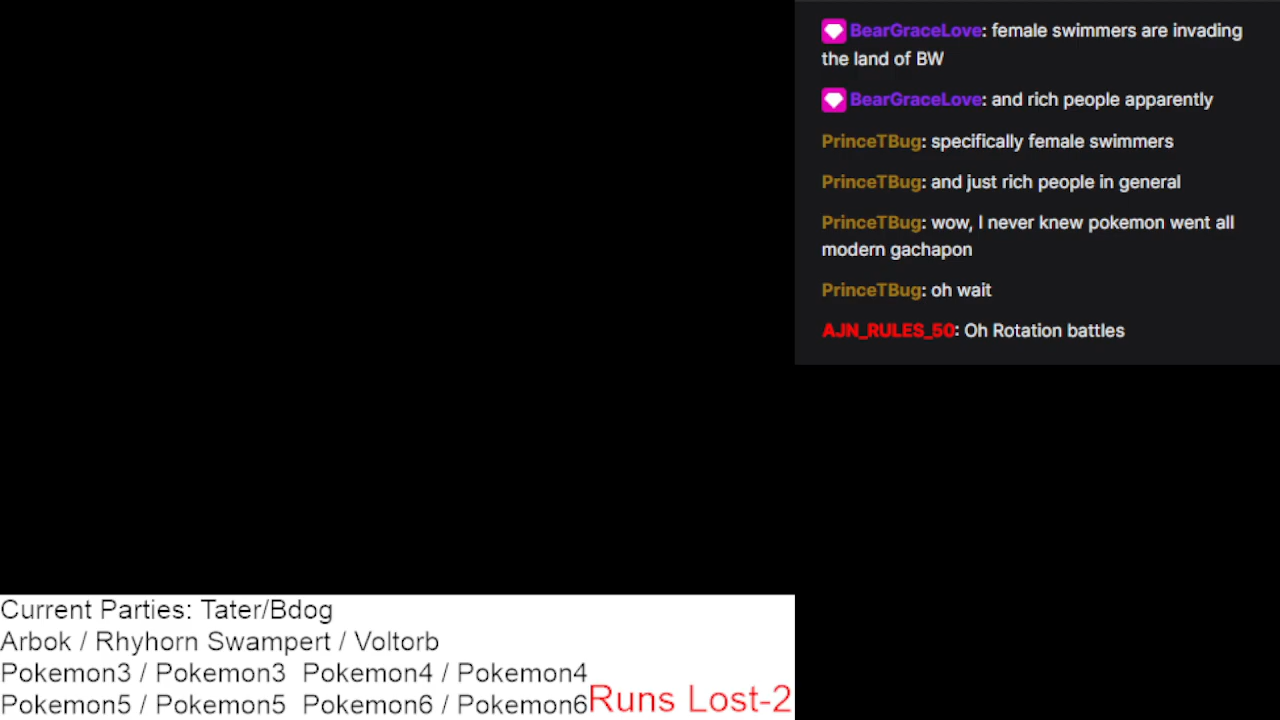 BearGraceLove: female swimmers are invading
the land of BW
BearGraceLove: and rich people apparently
PrinceTBug: specifically female swimmers
PrinceTBug: and just rich people in general
PrinceTBug: wow, I never knew pokemon went all
modern gachapon
PrinceTBug: oh wait
AJN_RULES_50: Oh Rotation battles
Current Parties: Tater/Bdog
Arbok / Rhyhorn Swampert / Voltorb
Pokemon3 / Pokemon3 Pokemon4 / Pokemon4
Pokemon5 / Pokemon5 Pokemon6 / Pokemon6
Runs Lost-2